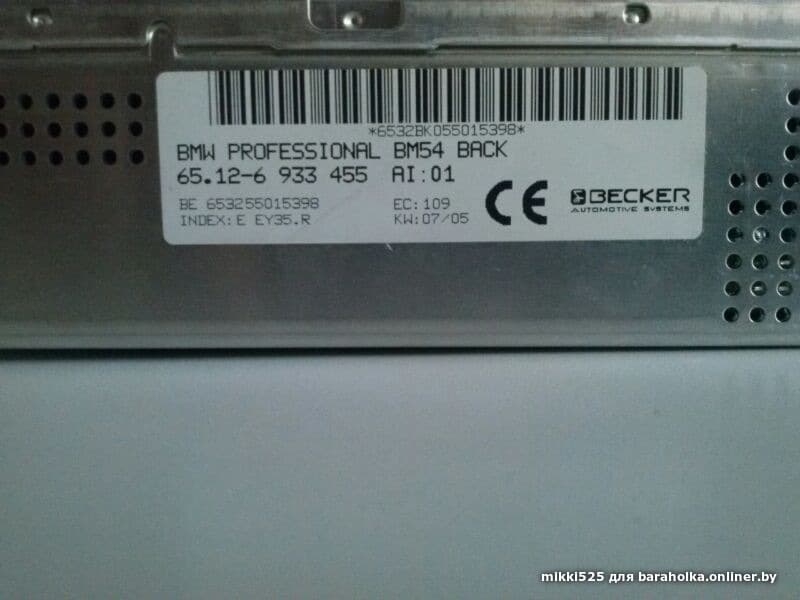 *6532BK055015398*
BMW PROFESSIONAL BM54 BACK
65.12-6 933 455 AI:01
BE 653255015398 EC:109
INDEX:E EY35.R KW:07/05
CE
BECKER
AUTOMOTIVE SYSTEMS
mikki525 для baraholka.onliner.by